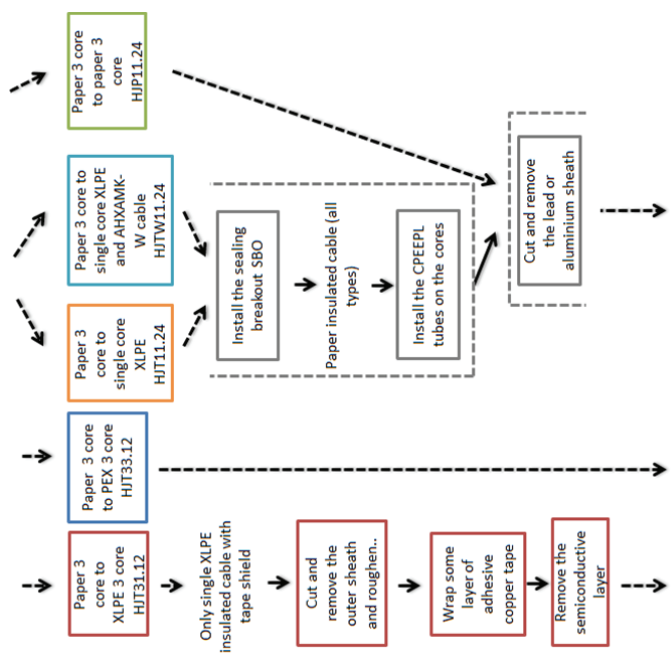 Paper 3
core to
XLPE 3 core
HJT31.12
Only single XLPE
insulated cable with
tape shield
Cut and
remove the
outer sheath
and roughen..
Wrap some
layer of
adhesive
copper tape
Remove the
semiconductive
layer
Paper 3 core
to PEX 3 core
HJT33.12
Paper 3
core to
single core
XLPE
HJT11.24
Paper 3 core to
single core XLPE
and AHXAMK-
W cable
HJTW11.24
Install the sealing
breakout SBO
Paper insulated cable (all
types)
Install the CPEEPL
tubes on the cores
Paper 3 core
to paper 3
core
HJP11.24
Cut and remove
the lead or
aluminium sheath